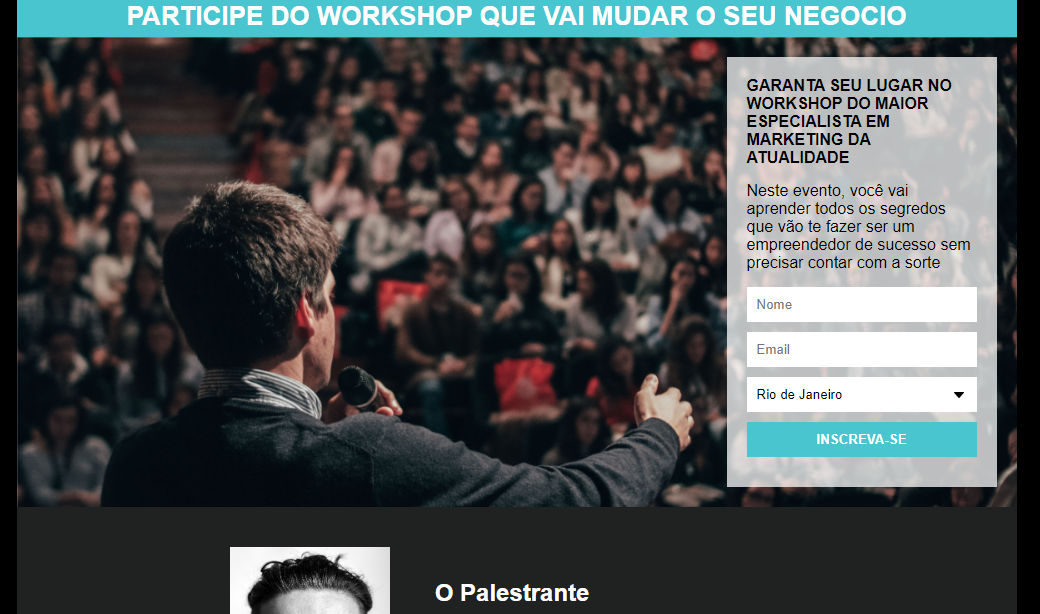 PARTICIPE DO WORKSHOP QUE VAI MUDAR O SEU NEGOCIO
GARANTA SEU LUGAR NO
WORKSHOP DO MAIOR
ESPECIALISTA EM
MARKETING DA
ATUALIDADE
Neste evento, você vai
aprender todos os segredos
que vão te fazer ser um
empreendedor de sucesso sem
precisar contar com a sorte
Nome
Email
Rio de Janeiro
INSCREVA-SE
O Palestrante